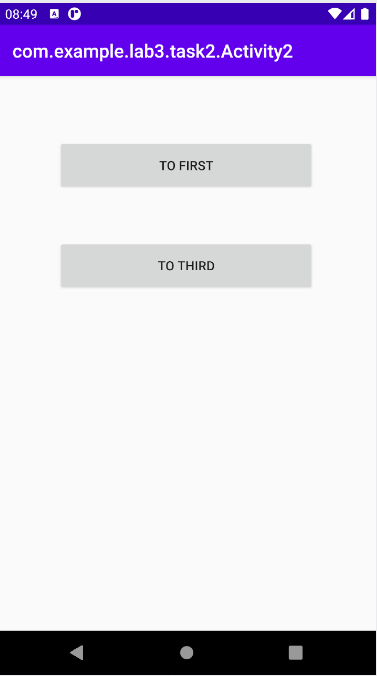 08:49
com.example.lab3.task2.Activity2
TO FIRST
TO THIRD